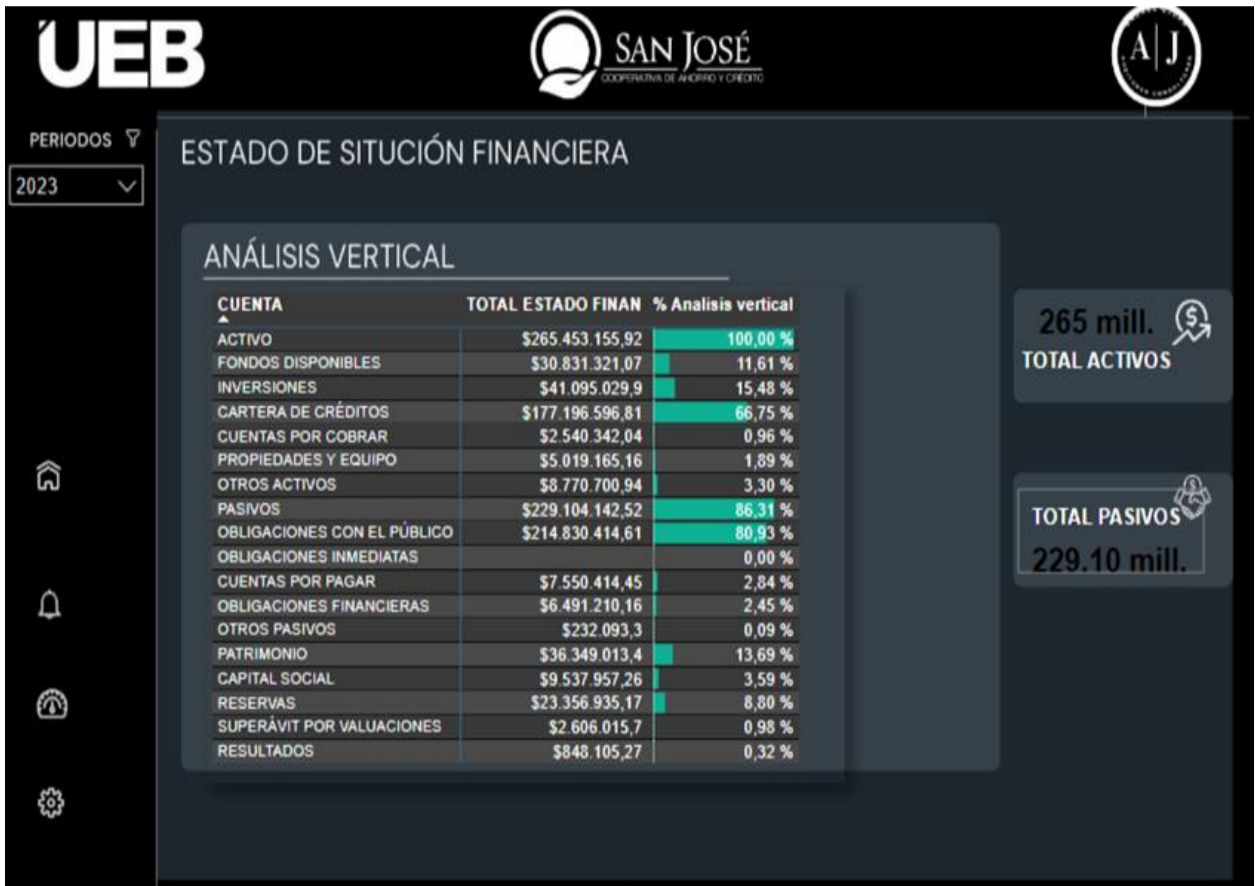 UEB
SAN JOSÉ
COOPERATIVA DE AHORRO Y CRÉDITO
A|J
PERIODOS
2023
ESTADO DE SITUCIÓN FINANCIERA
ANÁLISIS VERTICAL
CUENTA TOTAL ESTADO FINAN % Analisis vertical
ACTIVO $265.453.155,92 100,00 %
FONDOS DISPONIBLES $30.831.321,07 11,61 %
INVERSIONES $41.095.029,9 15,48 %
CARTERA DE CRÉDITOS $177.196.596,81 66,75 %
CUENTAS POR COBRAR $2.540.342,04 0,96 %
PROPIEDADES Y EQUIPO $5.019.165,16 1,89 %
OTROS ACTIVOS $8.770.700,94 3,30 %
PASIVOS $229.104.142,52 86,31 %
OBLIGACIONES CON EL PÚBLICO $214.830.414,61 80,93 %
OBLIGACIONES INMEDIATAS 0,00 %
CUENTAS POR PAGAR $7.550.414,45 2,84 %
OBLIGACIONES FINANCIERAS $6.491.210,16 2,45 %
OTROS PASIVOS $232.093,3 0,09 %
PATRIMONIO $36.349.013,4 13,69 %
CAPITAL SOCIAL $9.537.957,26 3,59 %
RESERVAS $23.356.935,17 8,80 %
SUPERÁVIT POR VALUACIONES $2.606.015,7 0,98 %
RESULTADOS $848.105,27 0,32 %
265 mill.
TOTAL ACTIVOS
TOTAL PASIVOS
229.10 mill.